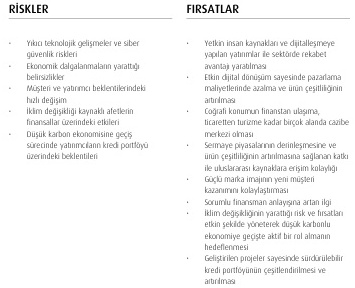 RİSKLER
• Yıkıcı teknolojik gelişmeler ve siber
güvenlik riskleri
• Ekonomik dalgalanmaların yarattığı
belirsizlikler
• Müşteri ve yatırımcı beklentilerindeki
hızlı değişim
• İklim değişikliği kaynaklı afetlerin
finansallar üzerindeki etkileri
• Düşük karbon ekonomisine geçiş
sürecinde yatırımcıların kredi portföyü
üzerindeki beklentileri
FIRSATLAR
• Yetkin insan kaynakları ve dijitalleşmeye
yapılan yatırımlar ile sektörde rekabet
avantajı yaratılması
• Etkin dijital dönüşüm sayesinde pazarlama
maliyetlerinde azalma ve ürün çeşitliliğinin
artırılması
• Coğrafi konumun finanstan ulaşıma,
ticaretten turizme kadar birçok alanda cazibe
merkezi olması
• Sermaye piyasalarının derinleşmesine ve
ürün çeşitliliğinin artırılmasına sağlanan katkı
ile uluslararası kaynaklara erişim kolaylığı
• Güçlü marka imajının yeni müşteri
kazanımını kolaylaştırması
• Sorumlu finansman anlayışına artan ilgi
• İklim değişikliğinin yarattığı risk ve fırsatları
etkin şekilde yöneterek düşük karbonlu
ekonomiye geçişte aktif bir rol almanın
hedeflenmesi
• Geliştirilen projeler sayesinde sürdürülebilir
kredi portföyünün çeşitlendirilmesi ve
artırılması